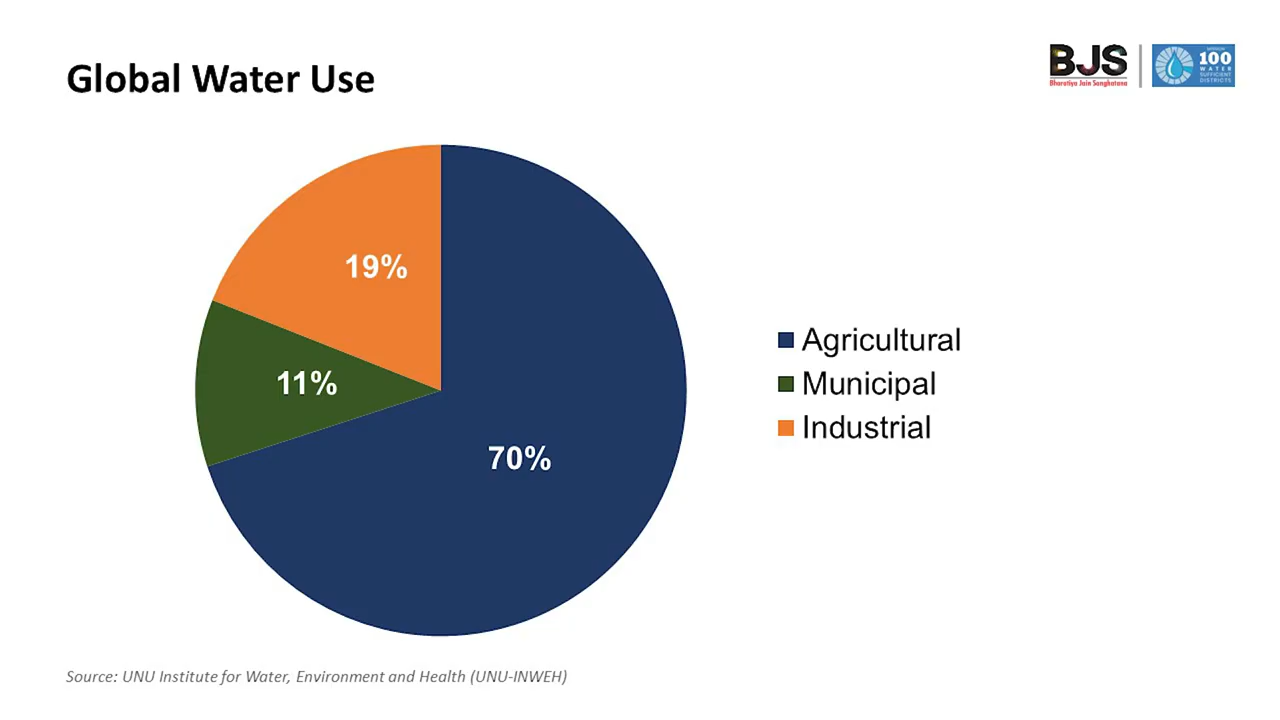 Global Water Use
BJS
Bharatiya Jain Sanghatana
MISSION
100
WATER
SUFFICIENT
DISTRICTS
19%
11%
70%
Agricultural
Municipal
Industrial
Source: UNU Institute for Water, Environment and Health (UNU-INWEH)